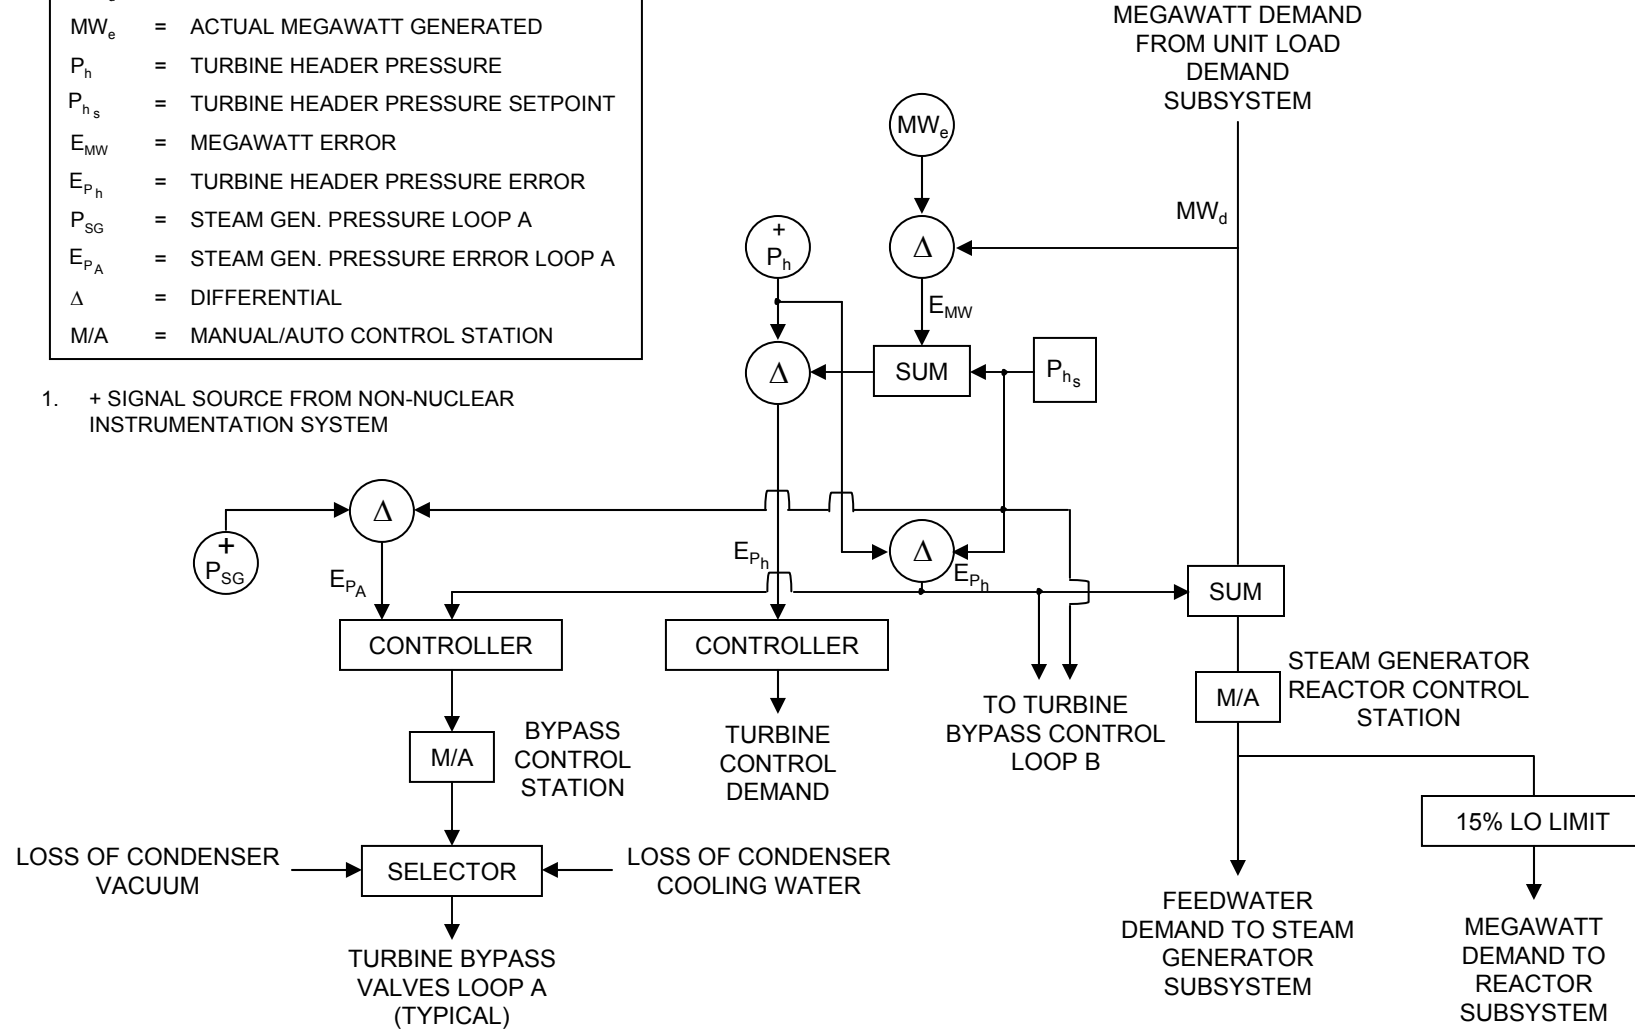 MWe = ACTUAL MEGAWATT GENERATED
Ph = TURBINE HEADER PRESSURE
Phs = TURBINE HEADER PRESSURE SETPOINT
EMW = MEGAWATT ERROR
EPh = TURBINE HEADER PRESSURE ERROR
PSG = STEAM GEN. PRESSURE LOOP A
EPA = STEAM GEN. PRESSURE ERROR LOOP A
Δ = DIFFERENTIAL
M/A = MANUAL/AUTO CONTROL STATION
1. + SIGNAL SOURCE FROM NON-NUCLEAR
INSTRUMENTATION SYSTEM
MEGAWATT DEMAND
FROM UNIT LOAD
DEMAND
SUBSYSTEM
MWe
MWd
+
Ph
Δ
EMW
Δ
SUM
Phs
Δ
+
PSG
EPA
EPh
Δ
EPh
SUM
CONTROLLER
CONTROLLER
M/A
STEAM GENERATOR
REACTOR CONTROL
STATION
TO TURBINE
BYPASS CONTROL
LOOP B
M/A
BYPASS
CONTROL
STATION
TURBINE
CONTROL
DEMAND
15% LO LIMIT
LOSS OF CONDENSER
VACUUM
SELECTOR
LOSS OF CONDENSER
COOLING WATER
FEEDWATER
DEMAND TO STEAM
GENERATOR
SUBSYSTEM
MEGAWATT
DEMAND TO
REACTOR
SUBSYSTEM
TURBINE BYPASS
VALVES LOOP A
(TYPICAL)